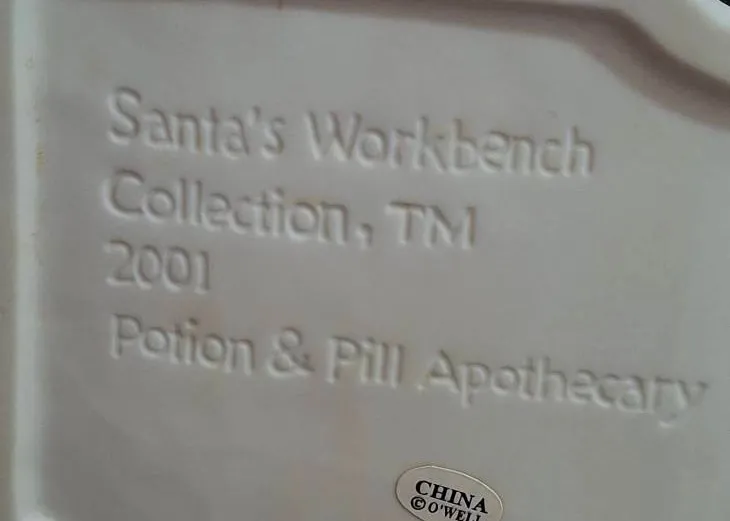 Santa's Workbench
Collection, TM
2001
Potion & Pill Apothecary
CHINA
© O'WELL